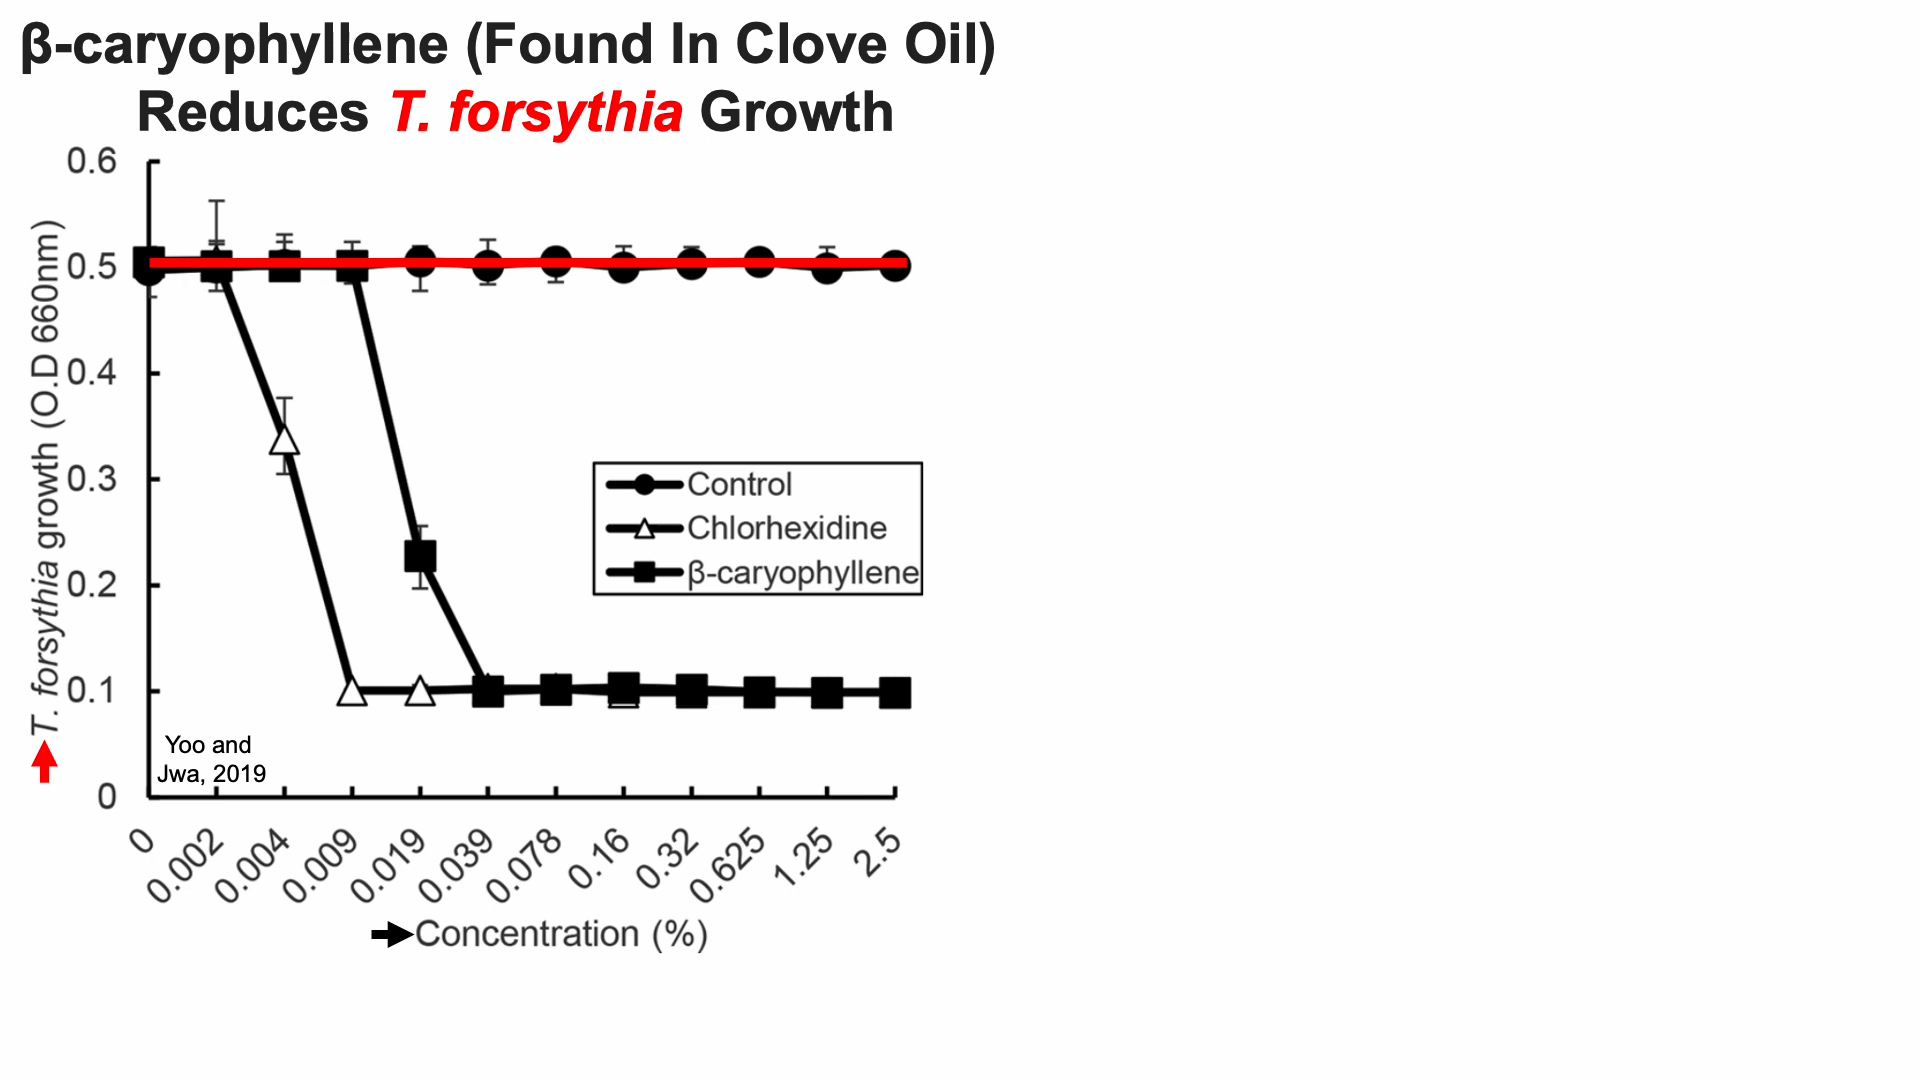 β-caryophyllene (Found In Clove Oil)
Reduces T. forsythia Growth
0.6
0.5
0.4
0.3
0.2
0.1
0
T. forsythia growth (O.D 660nm)
Control
Chlorhexidine
β-caryophyllene
Yoo and
Jwa, 2019
0
0.002
0.004
0.009
0.019
0.039
0.078
0.16
0.32
0.625
1.25
2.5
Concentration (%)